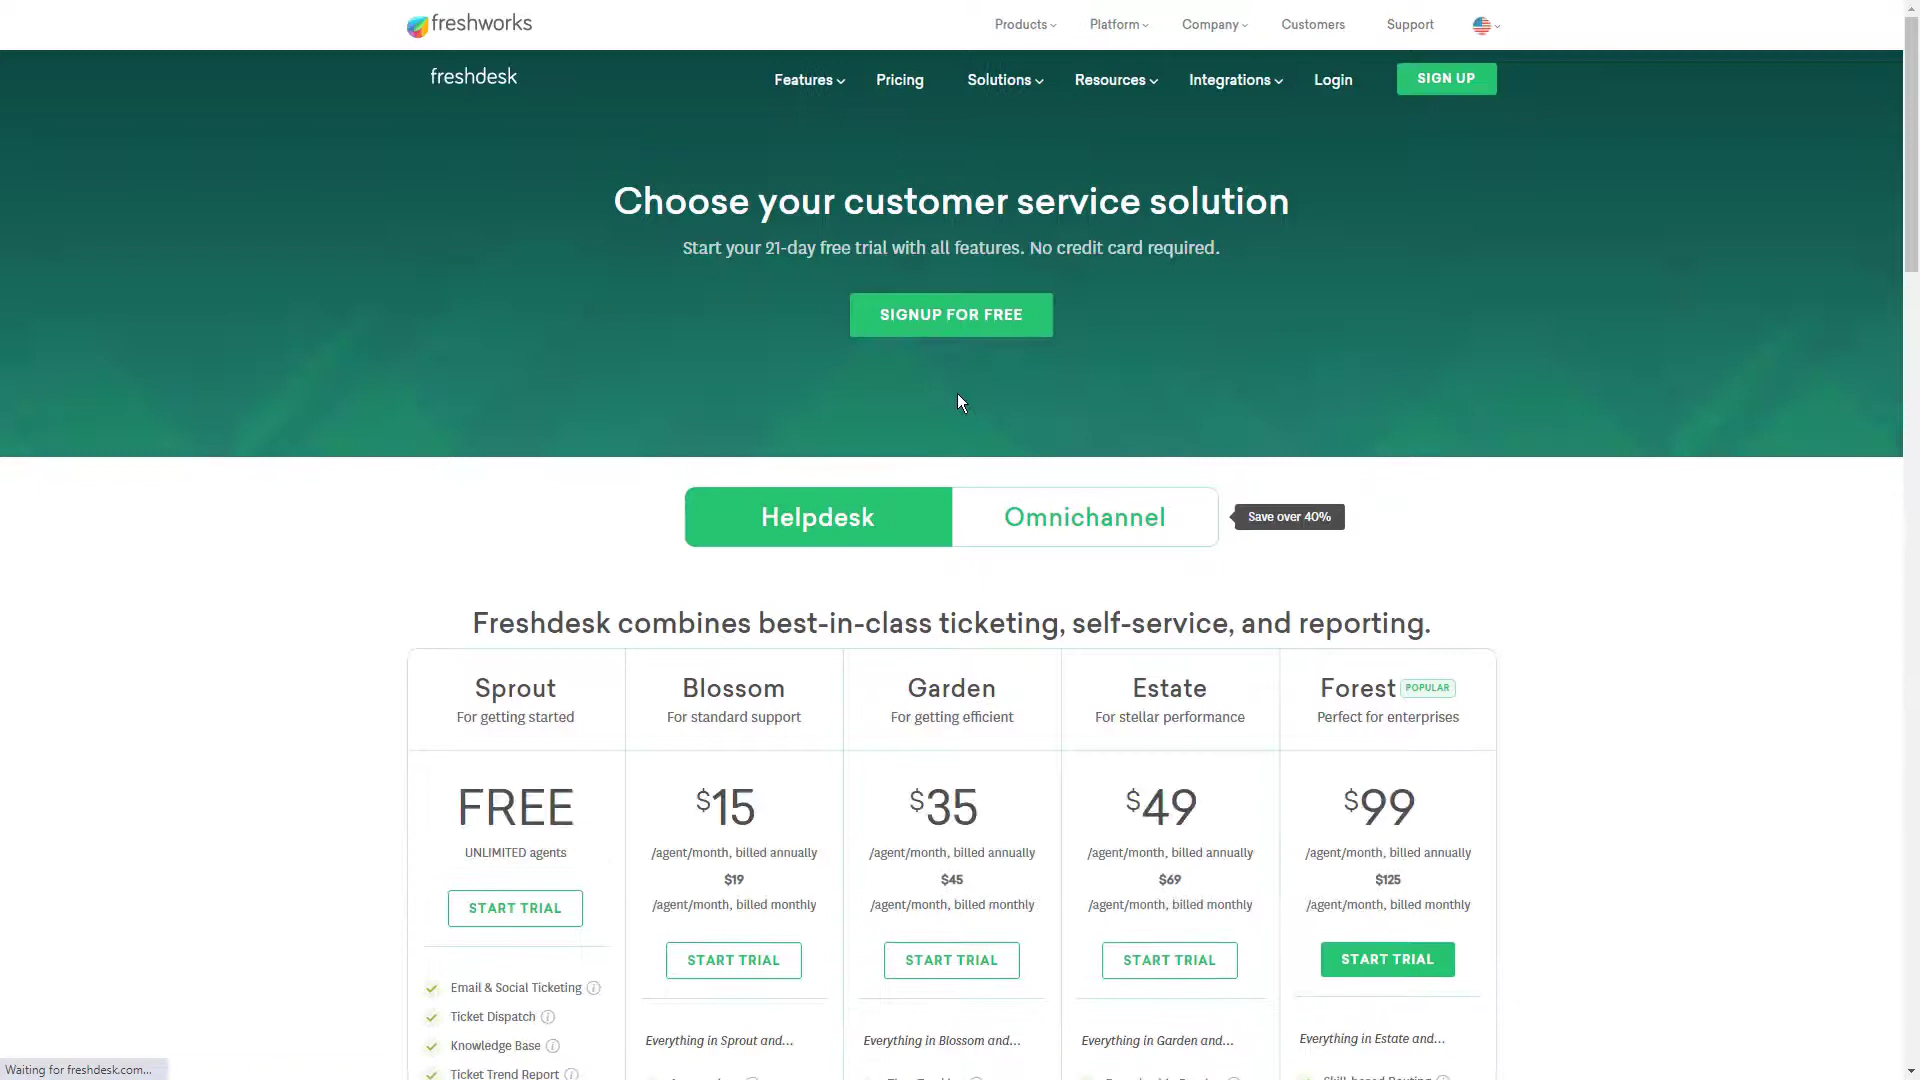 freshworks
Products Platform Company Customers Support
freshdesk
Features Pricing Solutions Resources Integrations Login SIGN UP
Choose your customer service solution
Start your 21-day free trial with all features. No credit card required.
SIGNUP FOR FREE
Helpdesk Omnichannel Save over 40%
Freshdesk combines best-in-class ticketing, self-service, and reporting.
Sprout Blossom Garden Estate Forest POPULAR
For getting started For standard support For getting efficient For stellar performance Perfect for enterprises
FREE $15 $35 $49 $99
UNLIMITED agents /agent/month, billed annually /agent/month, billed annually /agent/month, billed annually /agent/month, billed annually
$19 $45 $69 $125
/agent/month, billed monthly /agent/month, billed monthly /agent/month, billed monthly /agent/month, billed monthly
START TRIAL
START TRIAL START TRIAL START TRIAL START TRIAL
Email & Social Ticketing
Ticket Dispatch
Everything in Sprout and... Everything in Blossom and... Everything in Garden and... Everything in Estate and...
Knowledge Base
Ticket Trend Report
Waiting for freshdesk.com...